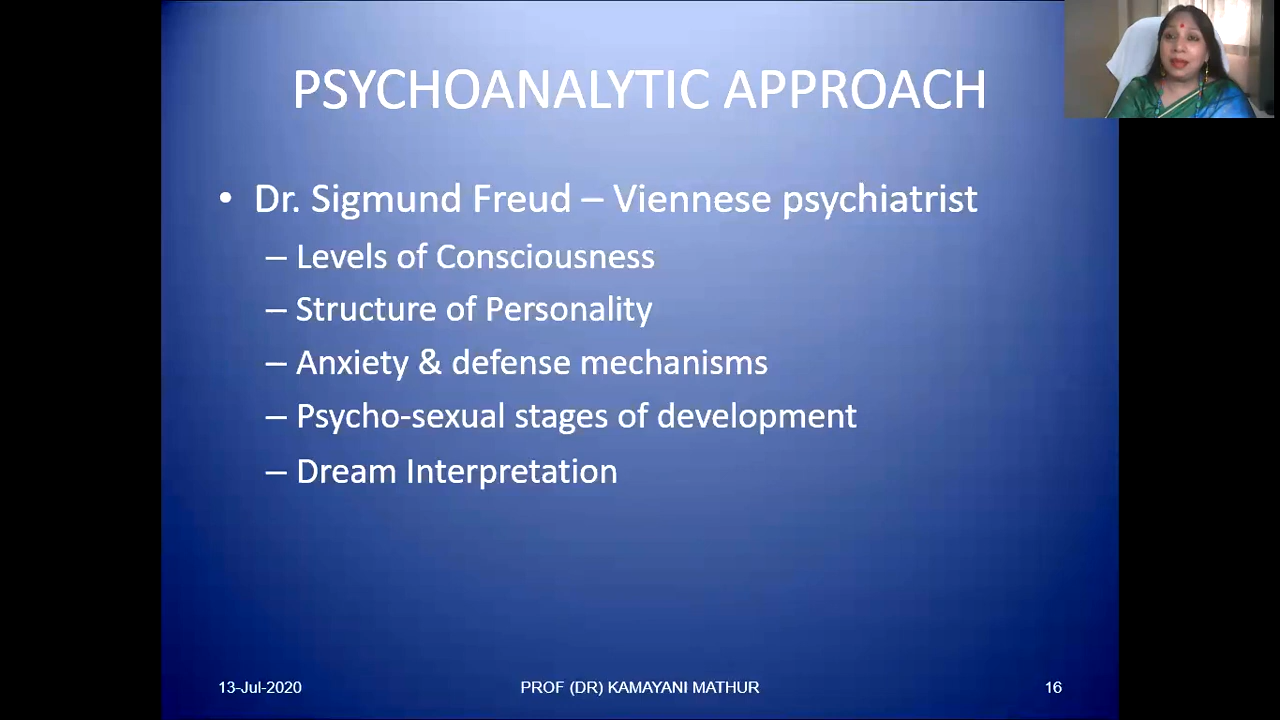 PSYCHOANALYTIC APPROACH
• Dr. Sigmund Freud – Viennese psychiatrist
– Levels of Consciousness
– Structure of Personality
– Anxiety & defense mechanisms
– Psycho-sexual stages of development
– Dream Interpretation
13-Jul-2020 PROF (DR) KAMAYANI MATHUR 16